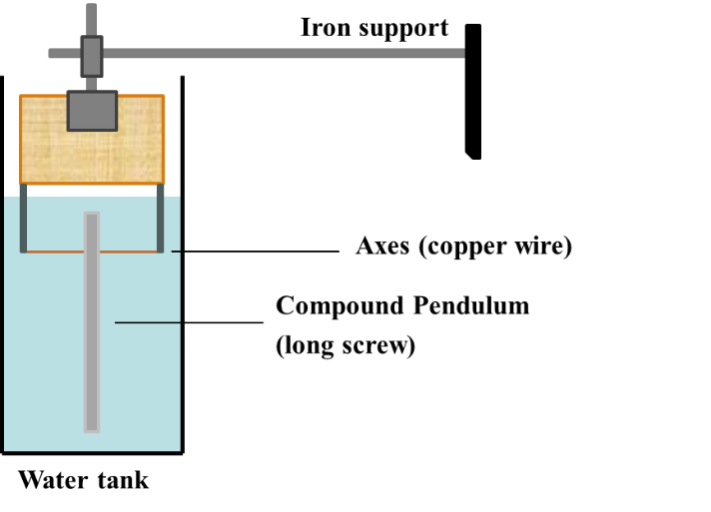 Iron support
Axes (copper wire)
Compound Pendulum
(long screw)
Water tank